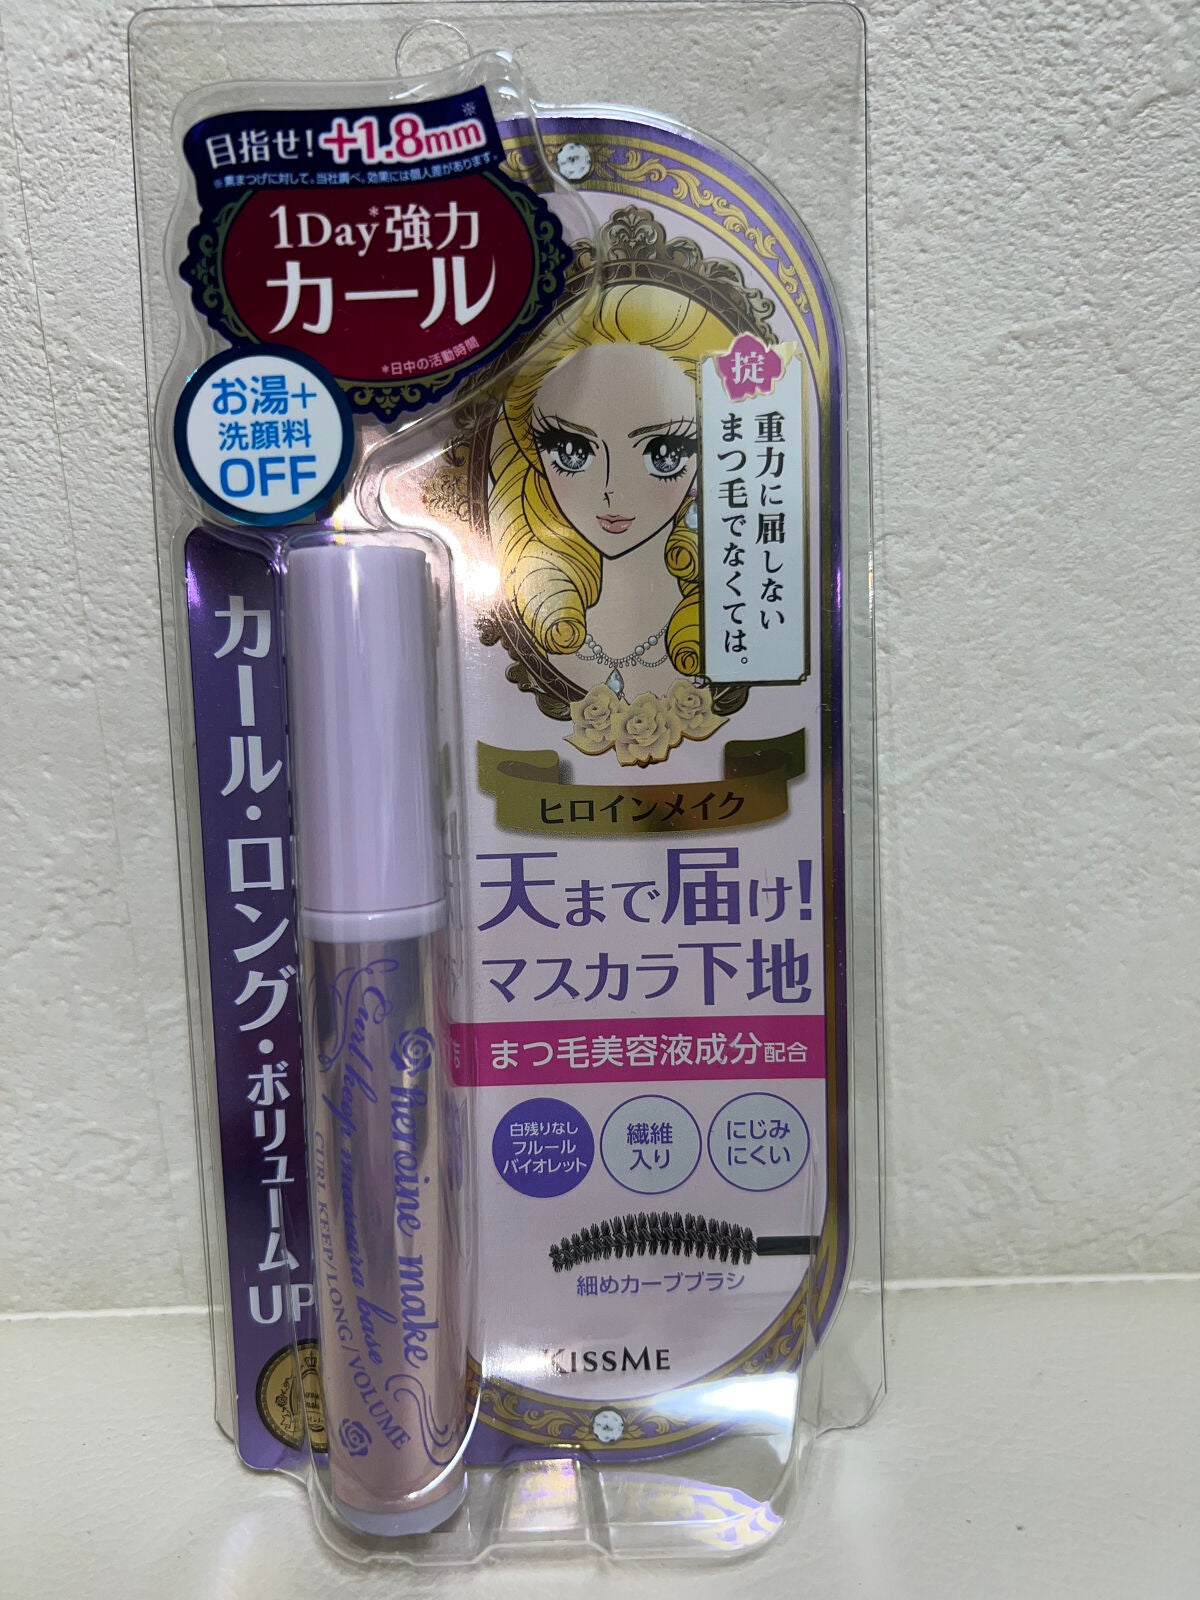 目指せ!+1.8mm※
※素まつげに対して。当社調べ。効果には個人差があります。
1Day*強力
カール
*日中の活動時間
お湯+
洗顔料
OFF
掟
重力に屈しない
まつ毛でなくては。
カール・ロング・ボリュームUP
ヒロインメイク
天まで届け!
マスカラ下地
まつ毛美容液成分配合
白残りなし
フルール
バイオレット
繊維
入り
にじみ
にくい
細めカーブブラシ
KISSME
heroine make
Curl keep mascara base
CURL KEEP/LONG/VOLUME